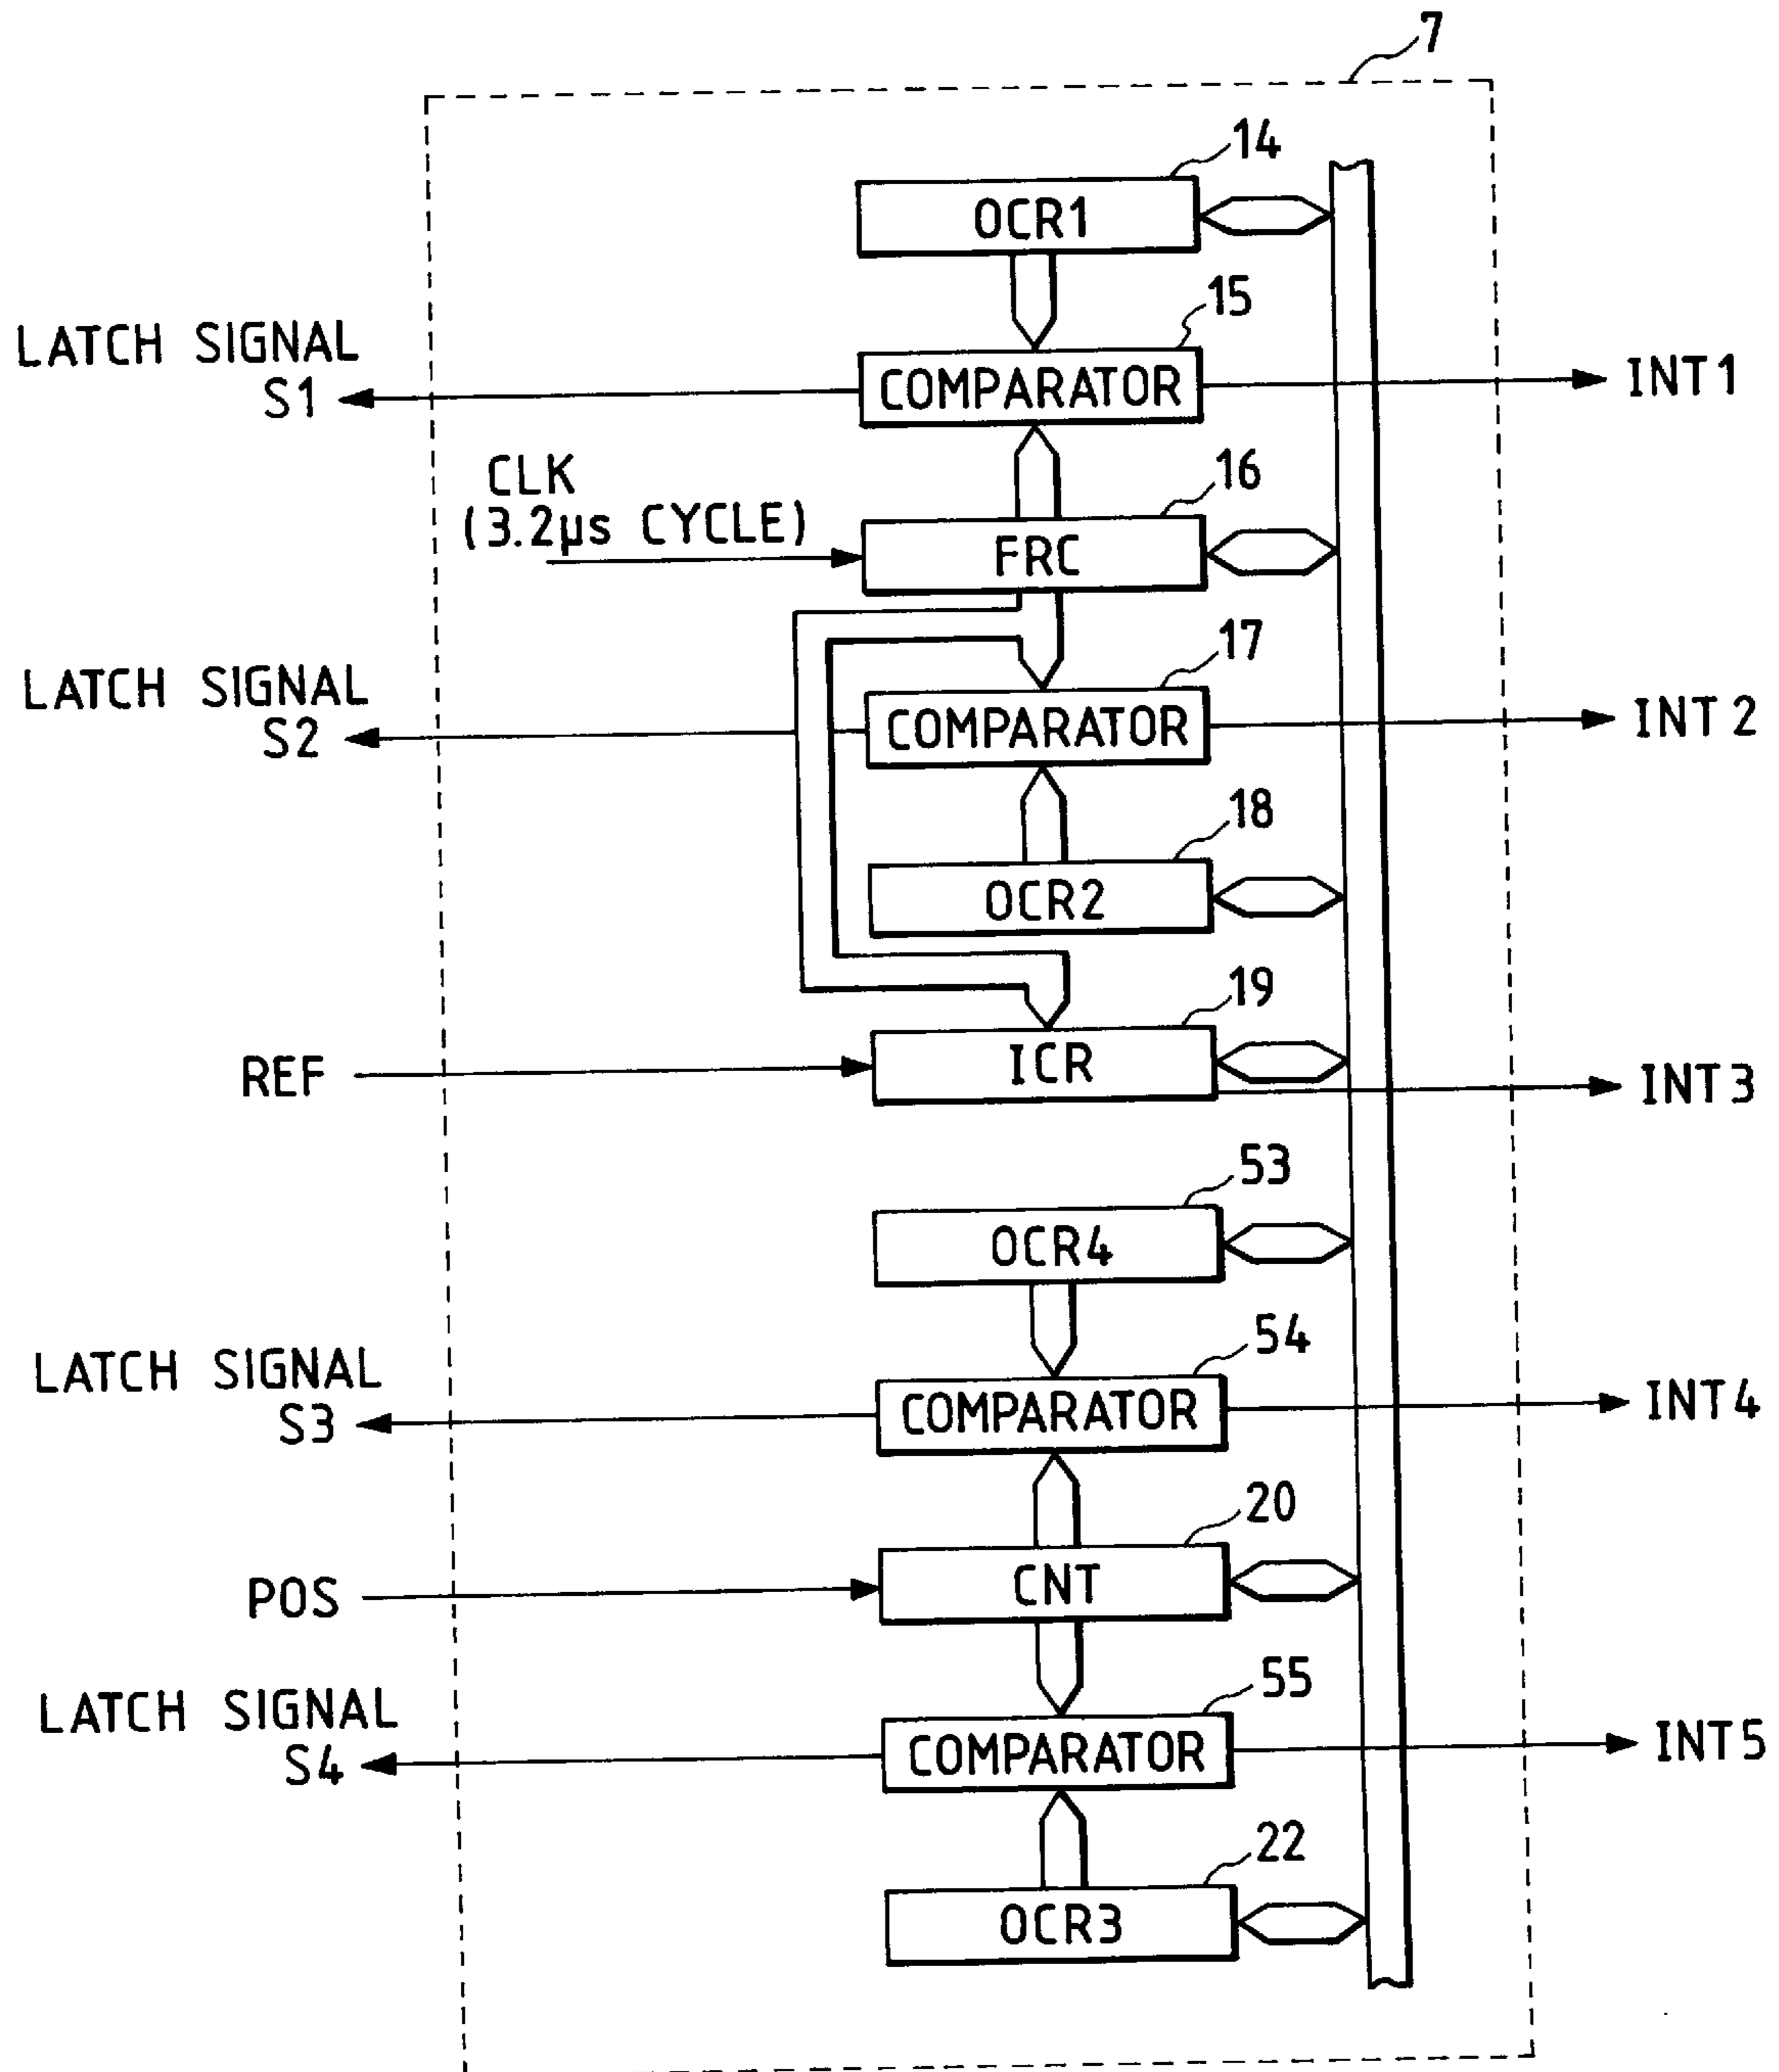 7
14
OCR1
15
LATCH SIGNAL
S1
COMPARATOR
INT1
CLK
(3.2µs CYCLE)
16
FRC
17
LATCH SIGNAL
S2
COMPARATOR
INT2
18
OCR2
19
REF
ICR
INT3
53
OCR4
54
LATCH SIGNAL
S3
COMPARATOR
INT4
20
POS
CNT
55
LATCH SIGNAL
S4
COMPARATOR
INT5
22
OCR3